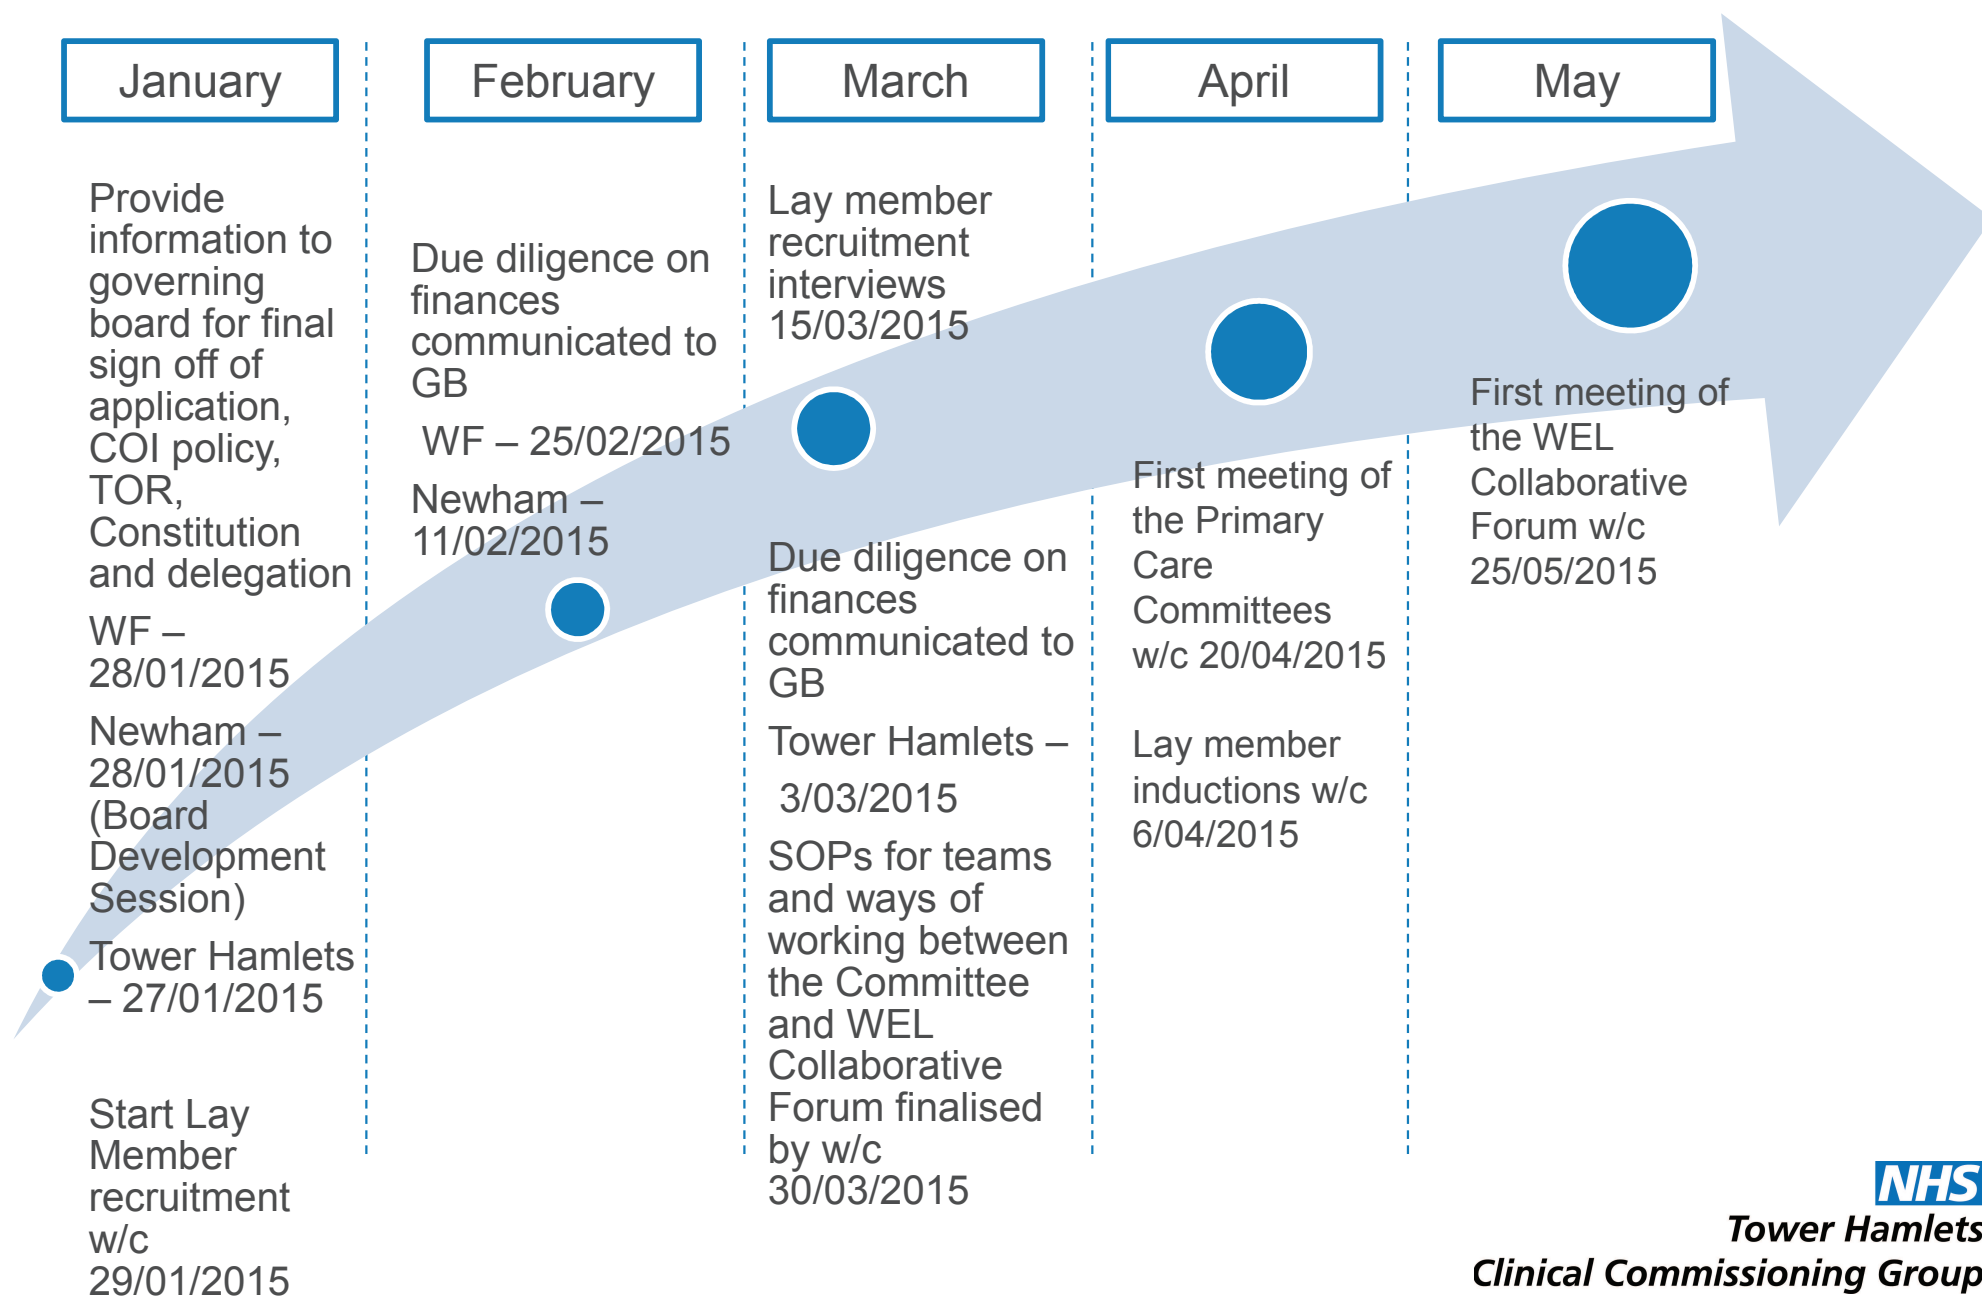 January
Provide
information to
governing
board for final
sign off of
application,
COI policy,
TOR,
Constitution
and delegation
WF –
28/01/2015
Newham –
28/01/2015
(Board
Development
Session)
Tower Hamlets
– 27/01/2015
Start Lay
Member
recruitment
w/c
29/01/2015
February
Due diligence on
finances
communicated to
GB
WF – 25/02/2015
Newham –
11/02/2015
March
Lay member
recruitment
interviews
15/03/2015
Due diligence on
finances
communicated to
GB
Tower Hamlets –
3/03/2015
SOPs for teams
and ways of
working between
the Committee
and WEL
Collaborative
Forum finalised
by w/c
30/03/2015
April
First meeting of
the Primary
Care
Committees
w/c 20/04/2015
Lay member
inductions w/c
6/04/2015
May
First meeting of
the WEL
Collaborative
Forum w/c
25/05/2015
NHS
Tower Hamlets
Clinical Commissioning Group